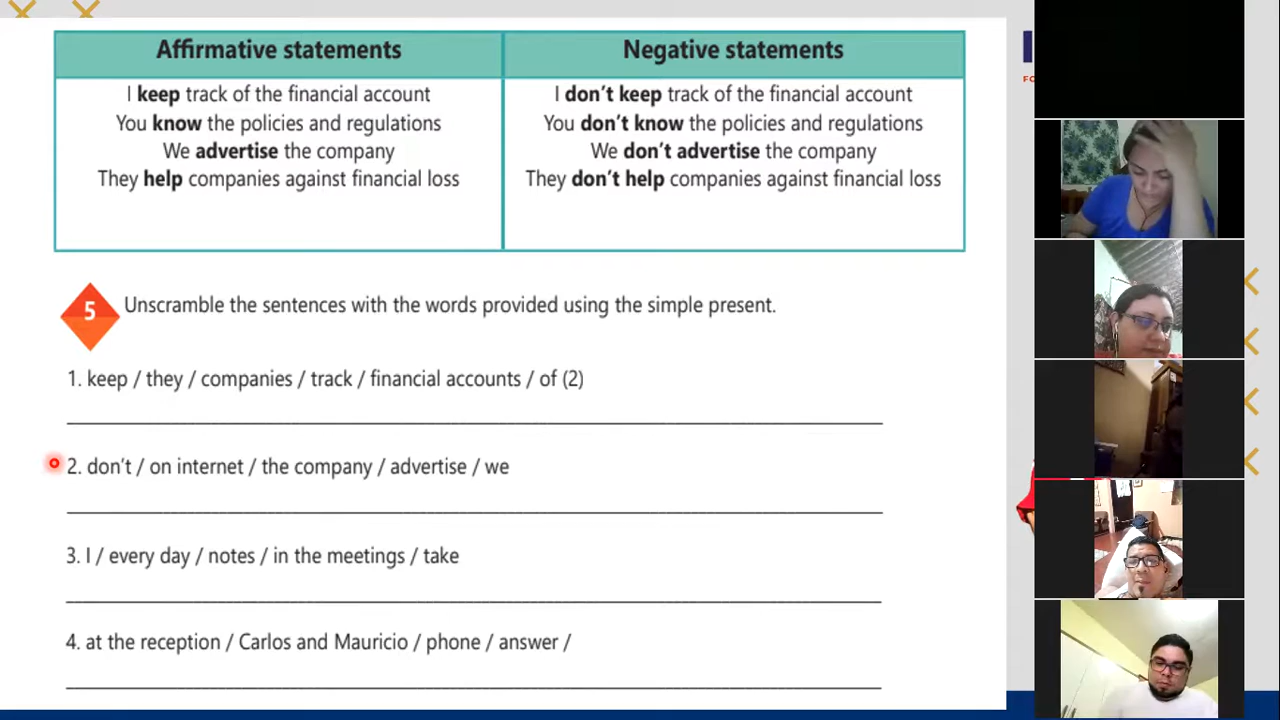 Affirmative statements
Negative statements
I keep track of the financial account
You know the policies and regulations
We advertise the company
They help companies against financial loss
I don't keep track of the financial account
You don't know the policies and regulations
We don't advertise the company
They don't help companies against financial loss
5 Unscramble the sentences with the words provided using the simple present.
1. keep / they / companies / track / financial accounts / of (2)
2. don't / on internet / the company / advertise / we
3. I / every day / notes / in the meetings / take
4. at the reception / Carlos and Mauricio / phone / answer /